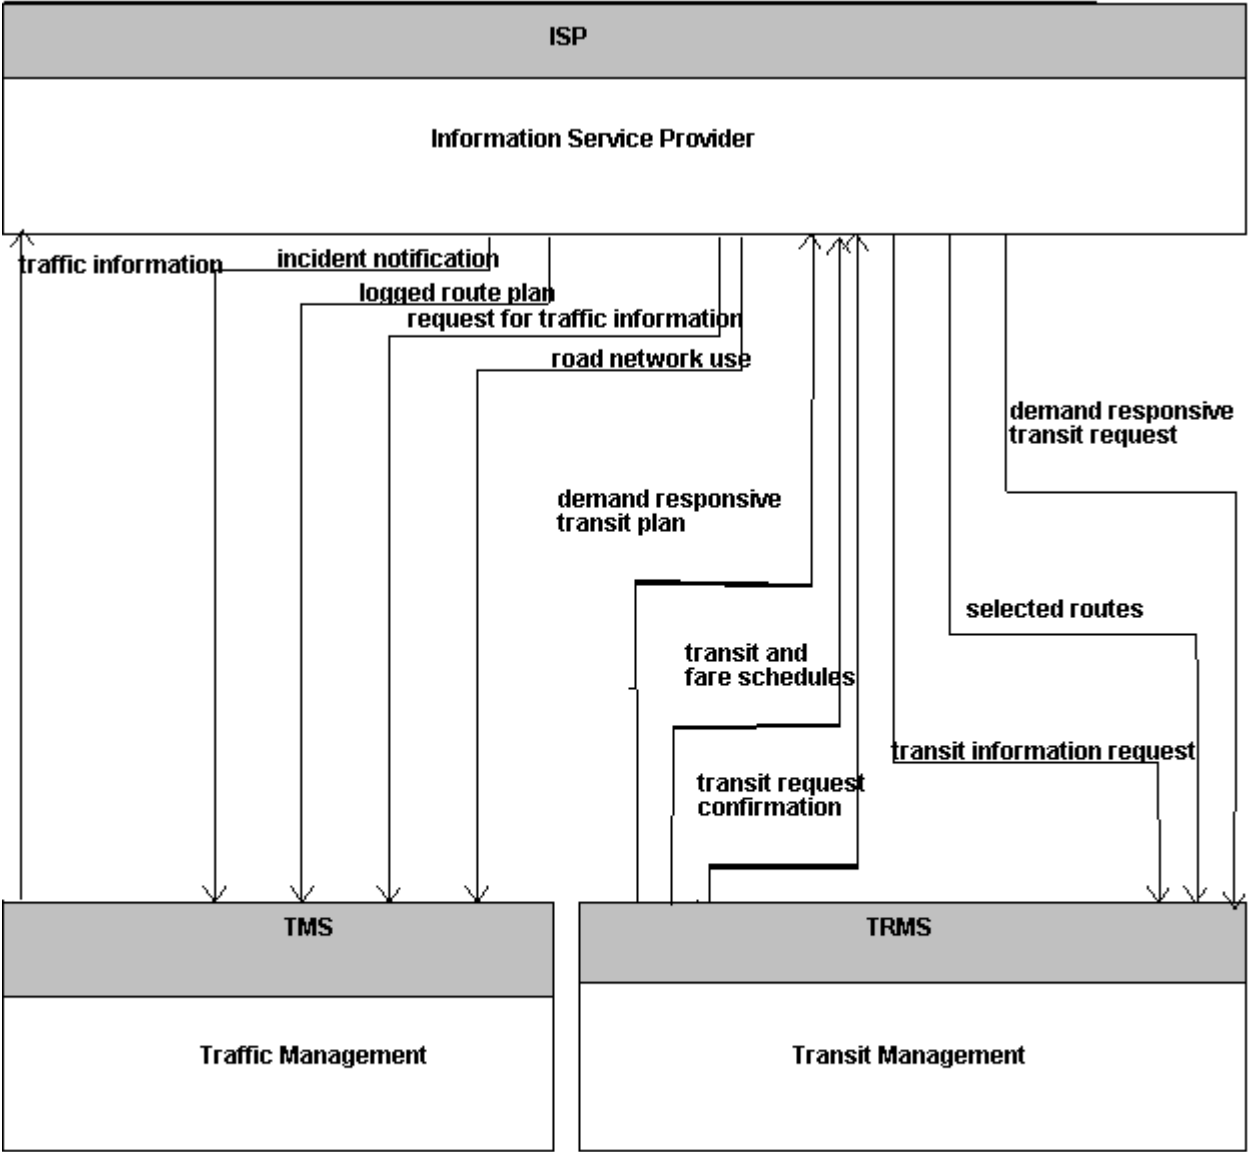 ISP
Information Service Provider
traffic information
incident notification
logged route plan
request for traffic information
road network use
demand responsive
transit request
demand responsive
transit plan
selected routes
transit and
fare schedules
transit information request
transit request
confirmation
TMS
TRMS
Traffic Management
Transit Management